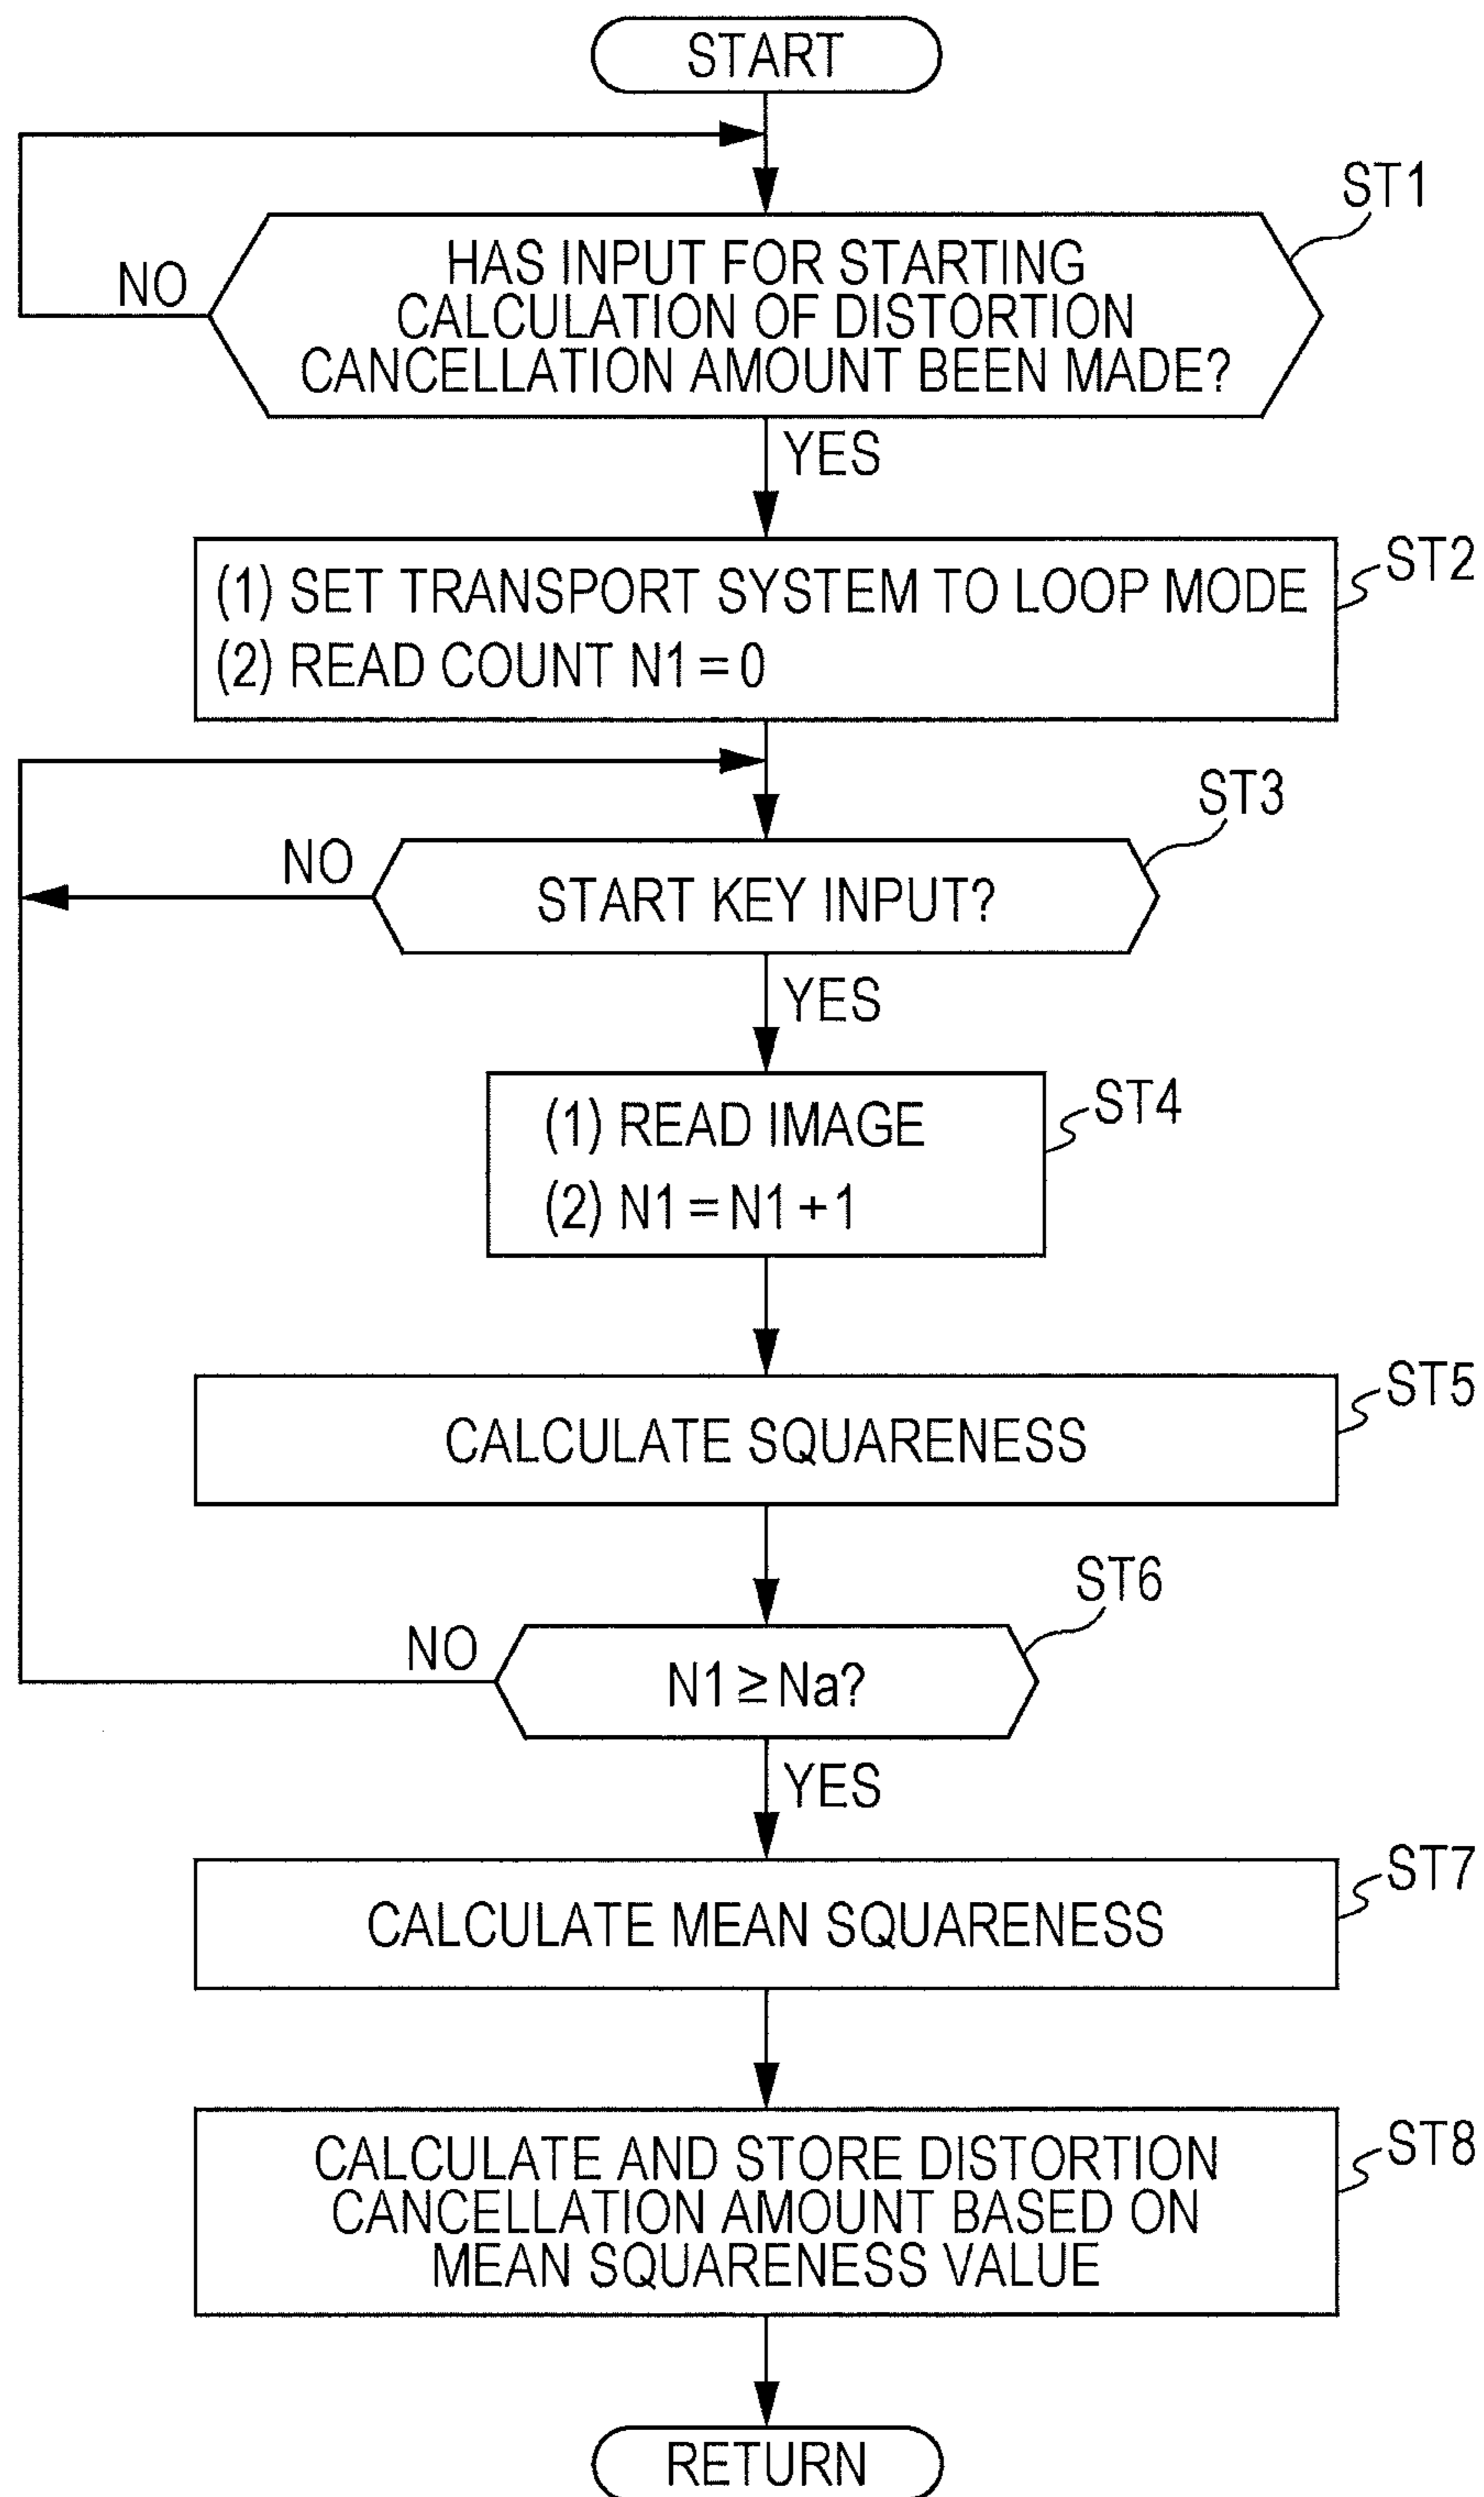 START
ST1
HAS INPUT FOR STARTING
CALCULATION OF DISTORTION
CANCELLATION AMOUNT BEEN MADE?
NO
YES
ST2
(1) SET TRANSPORT SYSTEM TO LOOP MODE
(2) READ COUNT N1 = 0
ST3
NO
START KEY INPUT?
YES
ST4
(1) READ IMAGE
(2) N1 = N1 + 1
ST5
CALCULATE SQUARENESS
ST6
NO
N1 ≧ Na?
YES
ST7
CALCULATE MEAN SQUARENESS
ST8
CALCULATE AND STORE DISTORTION
CANCELLATION AMOUNT BASED ON
MEAN SQUARENESS VALUE
RETURN